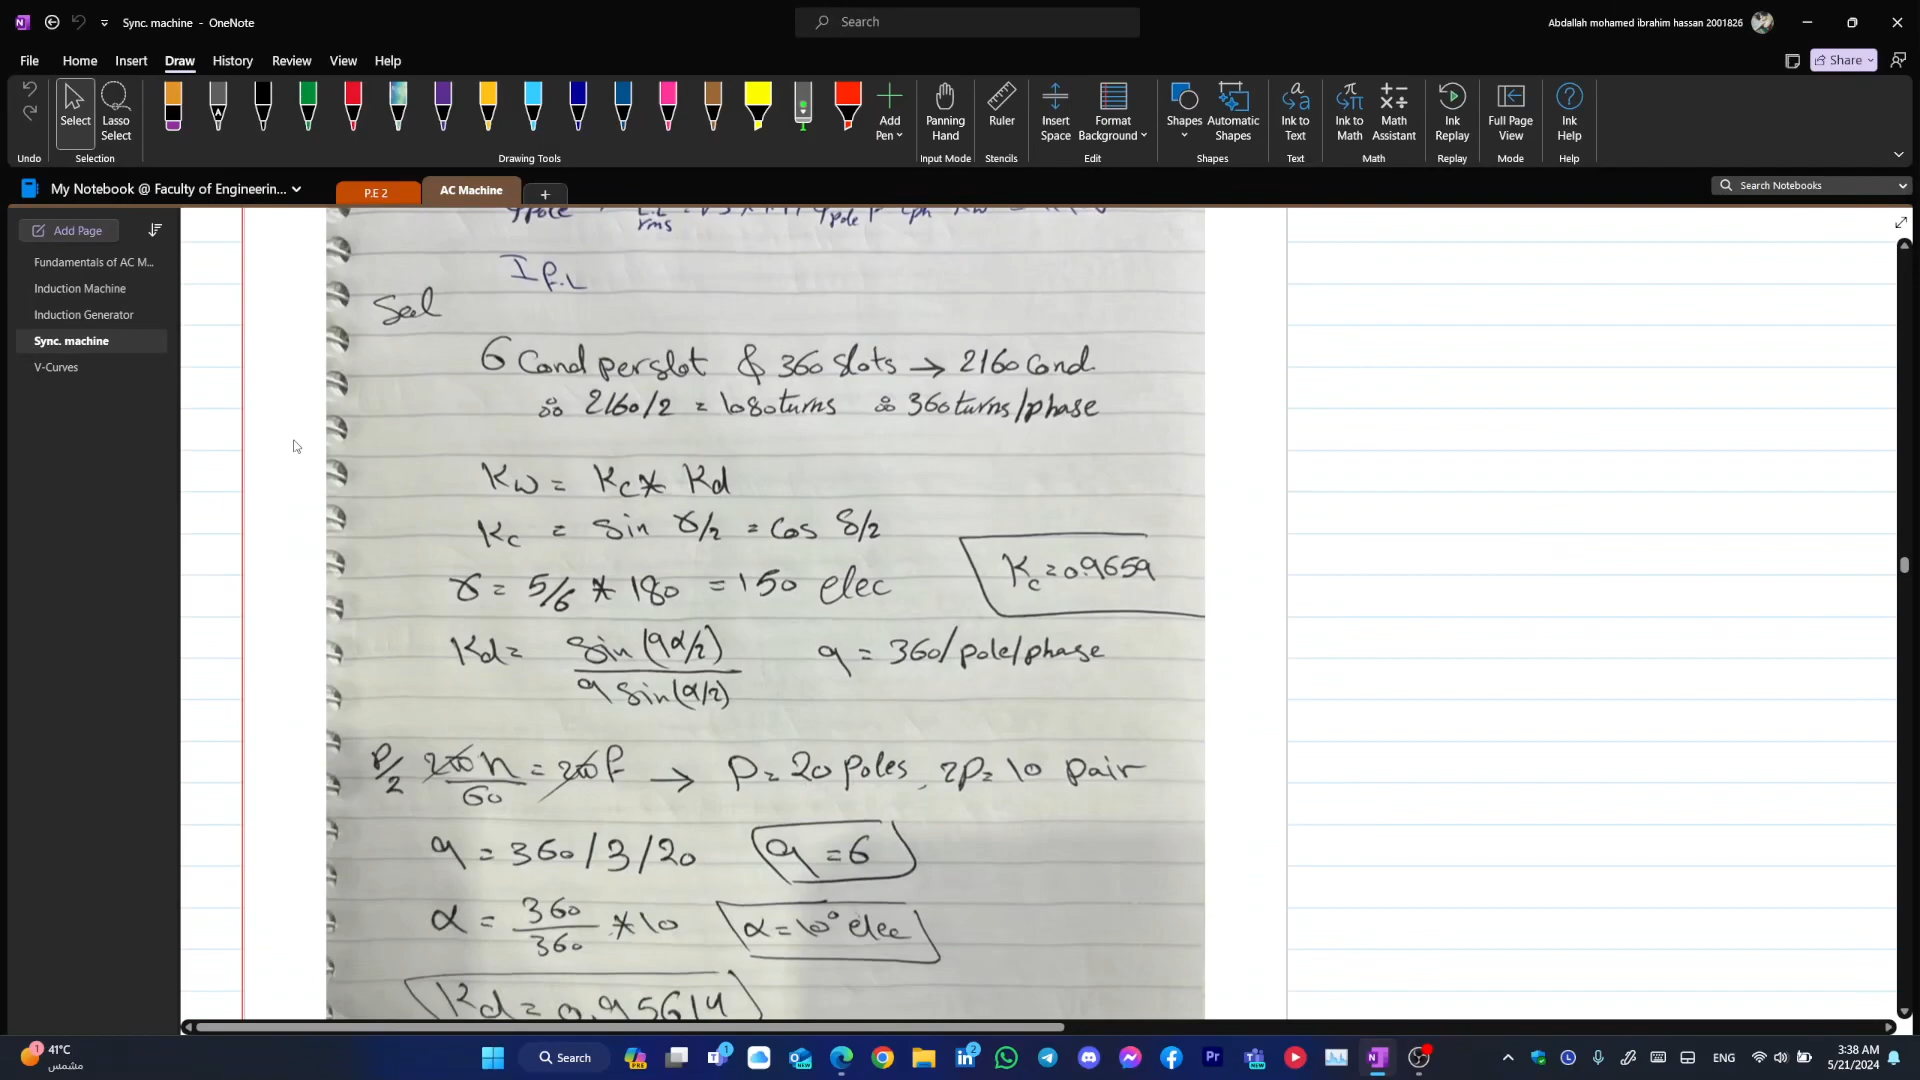 Sync. machine - OneNote
Search
Abdallah mohamed ibrahim hassan 2001826
File Home Insert Draw History Review View Help
Share
Select
Lasso Select
Add Pen
Panning Hand
Ruler
Insert Space
Format Background
Shapes
Automatic Shapes
Ink to Text
Ink to Math
Math Assistant
Ink Replay
Full Page View
Ink Help
Undo Selection Drawing Tools Input Mode Stencils Edit Shapes Text Math Replay Mode Help
My Notebook @ Faculty of Engineerin...
P.E 2
AC Machine
Search Notebooks
Add Page
Fundamentals of AC M...
Induction Machine
Induction Generator
Sync. machine
V-Curves
rms
I f.L
Sol
6 Cond per slot & 360 slots → 2160 Cond.
∴ 2160/2 = 1080 turns ∴ 360 turns/phase
Kw = Kc * Kd
Kc = sin γ/2 = cos δ/2
γ = 5/6 * 180 = 150 elec
Kc = 0.9659
Kd = sin(qα/2) / q sin(α/2)
q = 360/pole/phase
P/2 2πn/60 = 2πf → P = 20 poles, 2P = 10 pair
q = 360/3/20 q = 6
α = 360/360 * 10 α = 10° elec
Kd = 0.95614
41°C
مشمس
Search
ENG
3:38 AM
5/21/2024